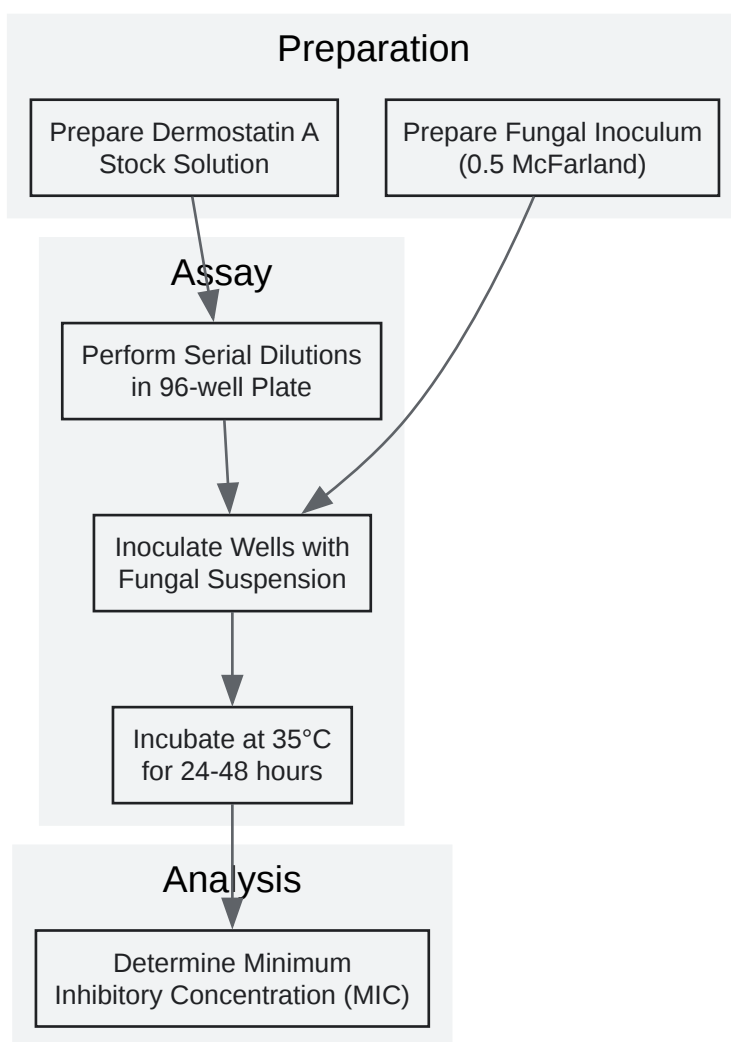 Preparation
Prepare Dermostatin A
Stock Solution
Prepare Fungal Inoculum
(0.5 McFarland)
Assay
Perform Serial Dilutions
in 96-well Plate
Inoculate Wells with
Fungal Suspension
Incubate at 35°C
for 24-48 hours
Analysis
Determine Minimum
Inhibitory Concentration (MIC)